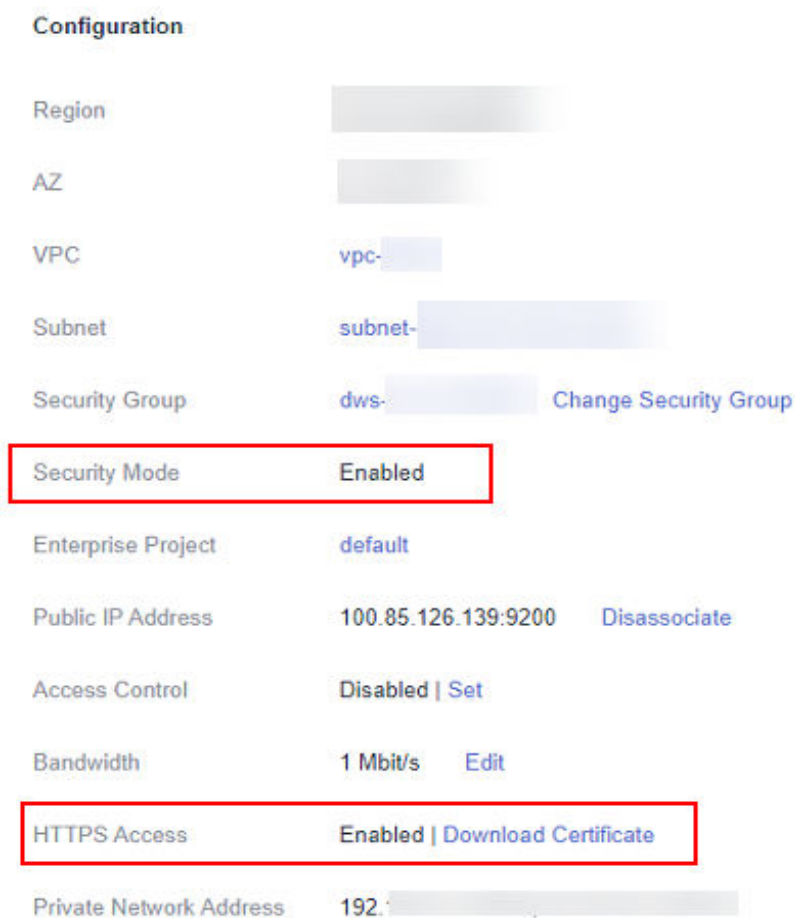 Configuration
Region
AZ
VPC vpc-
Subnet subnet-
Security Group dws- Change Security Group
Security Mode Enabled
Enterprise Project default
Public IP Address 100.85.126.139:9200 Disassociate
Access Control Disabled | Set
Bandwidth 1 Mbit/s Edit
HTTPS Access Enabled | Download Certificate
Private Network Address 192.